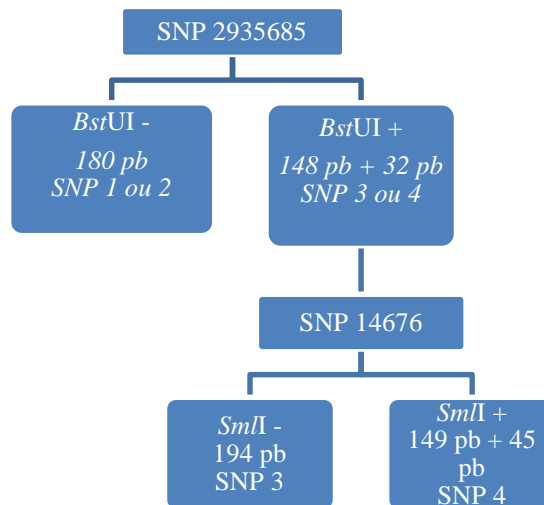 SNP 2935685
BstUI -
180 pb
SNP 1 ou 2
BstUI +
148 pb + 32 pb
SNP 3 ou 4
SNP 14676
SmlI -
194 pb
SNP 3
SmlI +
149 pb + 45
pb
SNP 4